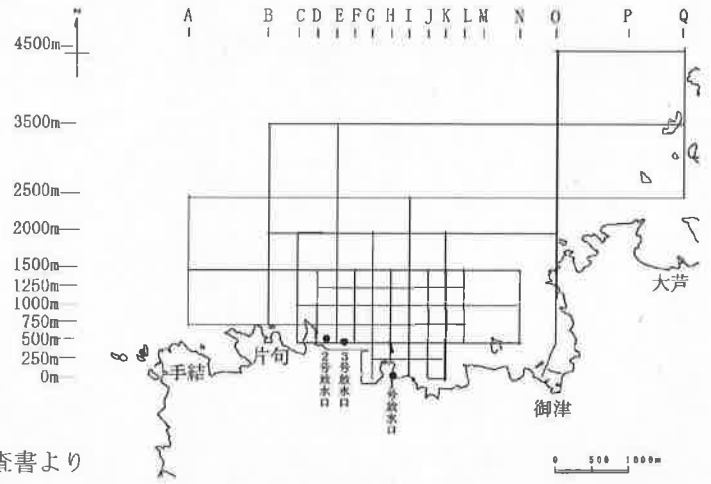 A B C D E F G H I J K L M N O P Q
N
4500m
3500m
2500m
2000m
1500m
1250m
1000m
750m
500m
250m
0m
手結
片句
2号放水口
3号放水口
号放水口
御津
大芦
査書より
0 500 1000m